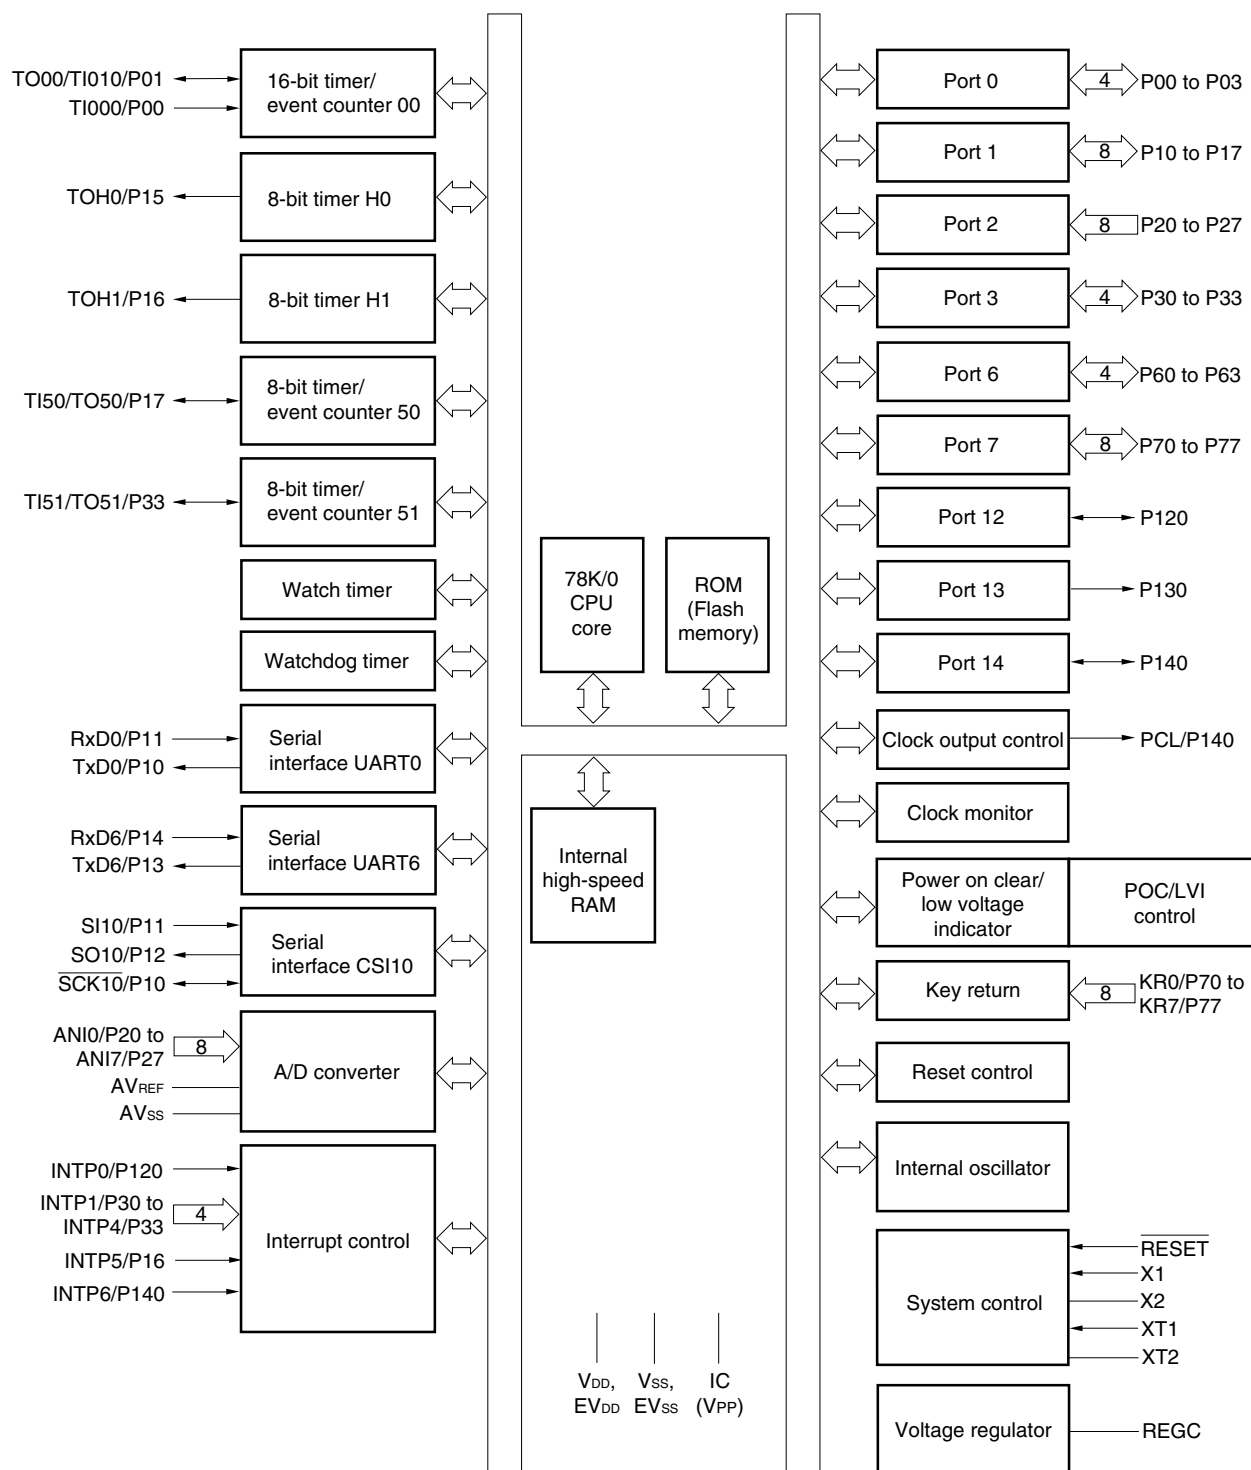 TO00/TI010/P01
TI000/P00
16-bit timer/
event counter 00
TOH0/P15
8-bit timer H0
TOH1/P16
8-bit timer H1
TI50/TO50/P17
8-bit timer/
event counter 50
TI51/TO51/P33
8-bit timer/
event counter 51
Watch timer
Watchdog timer
RxD0/P11
TxD0/P10
Serial
interface UART0
RxD6/P14
TxD6/P13
Serial
interface UART6
SI10/P11
SO10/P12
SCK10/P10
Serial
interface CSI10
ANI0/P20 to
ANI7/P27
8
AVREF
AVSS
A/D converter
INTP0/P120
INTP1/P30 to
INTP4/P33
4
INTP5/P16
INTP6/P140
Interrupt control
78K/0
CPU
core
ROM
(Flash
memory)
Internal
high-speed
RAM
VDD,
EVDD
VSS,
EVSS
IC
(VPP)
Port 0
4
P00 to P03
Port 1
8
P10 to P17
Port 2
8
P20 to P27
Port 3
4
P30 to P33
Port 6
4
P60 to P63
Port 7
8
P70 to P77
Port 12
P120
Port 13
P130
Port 14
P140
Clock output control
PCL/P140
Clock monitor
Power on clear/
low voltage
indicator
POC/LVI
control
Key return
8
KR0/P70 to
KR7/P77
Reset control
Internal oscillator
System control
RESET
X1
X2
XT1
XT2
Voltage regulator
REGC